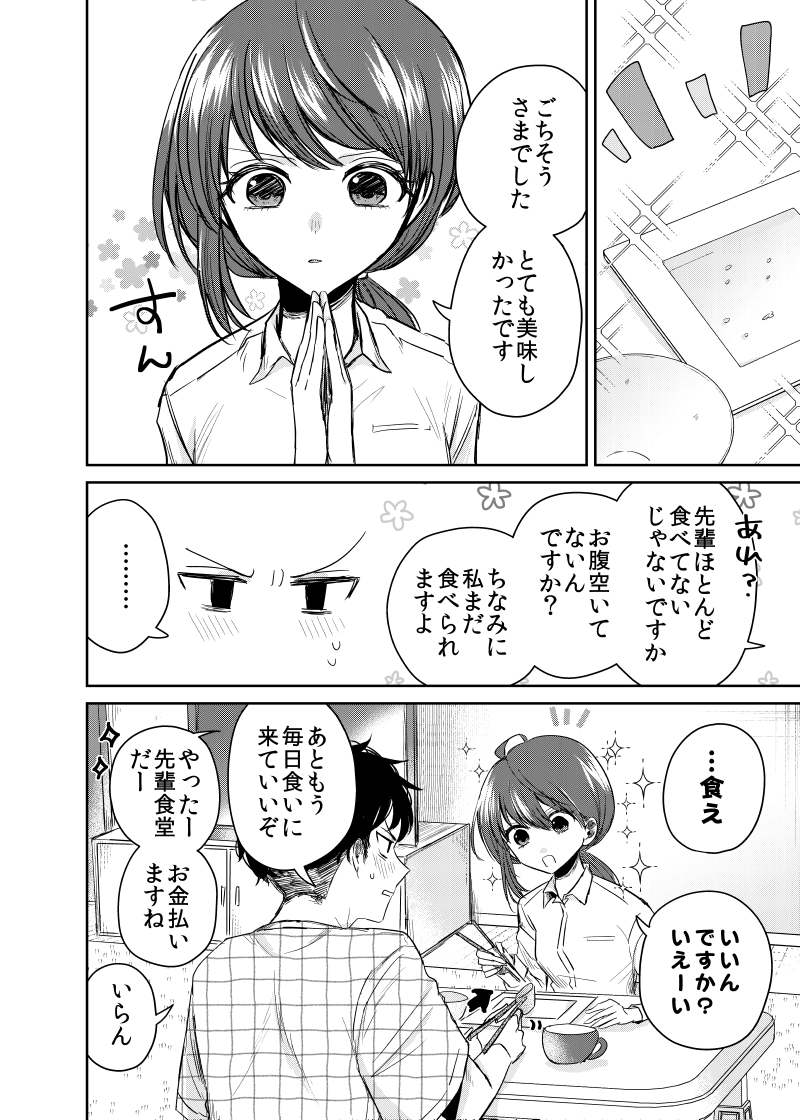 ごちそう
さまでした
とても美味し
かったです
すん
あれ？
先輩ほとんど
食べてない
じゃないですか
お腹空いて
ないん
ですか？
ちなみに
私まだ
食べられ
ますよ
………
…食え
いいん
ですか？
いえーい
あともう
毎日食いに
来ていいぞ
やったー
先輩食堂
だー
お金払い
ますね
いらん